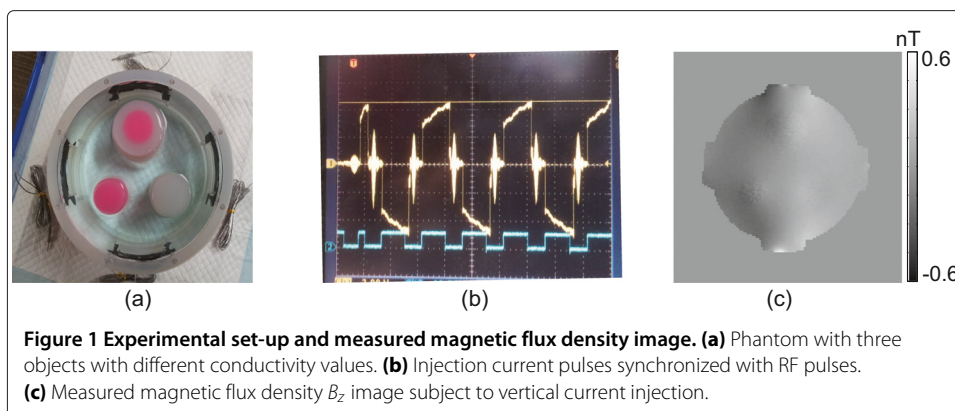 nT
0.6
-0.6
T
1
2
(a)
(b)
(c)
Figure 1 Experimental set-up and measured magnetic flux density image. (a) Phantom with three
objects with different conductivity values. (b) Injection current pulses synchronized with RF pulses.
(c) Measured magnetic flux density Bz image subject to vertical current injection.